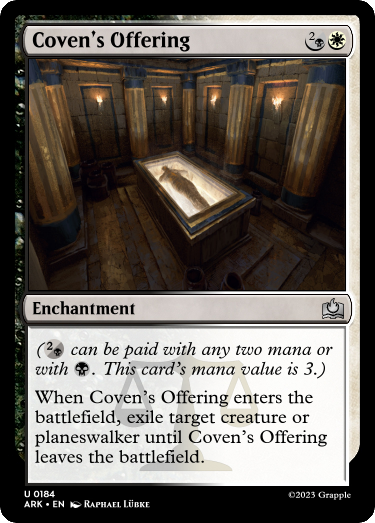 Coven's Offering 2
Enchantment
(2 can be paid with any two mana or
with . This card's mana value is 3.)
When Coven's Offering enters the
battlefield, exile target creature or
planeswalker until Coven's Offering
leaves the battlefield.
U 0184
ARK • EN Raphael Lübke
©2023 Grapple